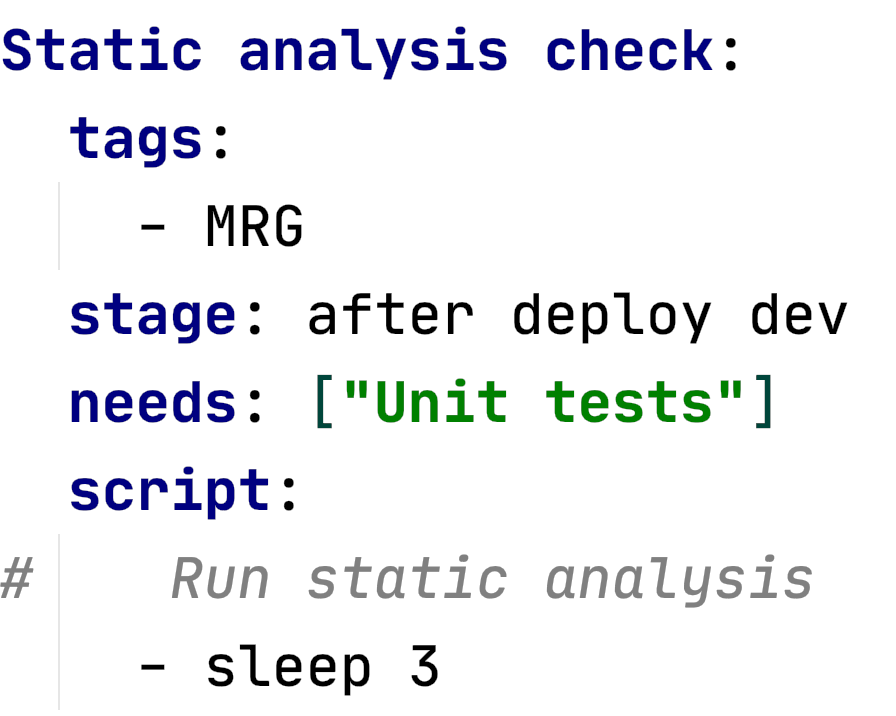 Static analysis check:
  tags:
    - MRG
  stage: after deploy dev
  needs: ["Unit tests"]
  script:
#    Run static analysis
    - sleep 3